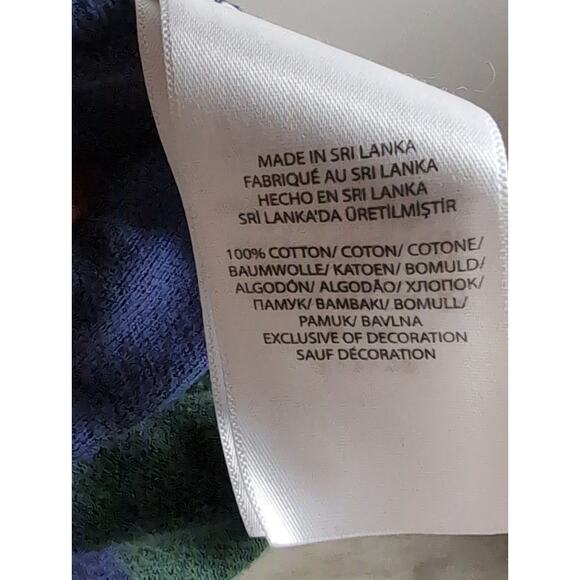 MADE IN SRI LANKA
FABRIQUÉ AU SRI LANKA
HECHO EN SRI LANKA
SRİ LANKA'DA ÜRETİLMİŞTİR
100% COTTON/ COTON/ COTONE/
BAUMWOLLE/ KATOEN/ BOMULD/
ALGODÓN/ ALGODÃO/ ХЛОПОК/
ПАМУК/ BAMBAKI/ BOMULL/
PAMUK/ BAVLNA
EXCLUSIVE OF DECORATION
SAUF DÉCORATION